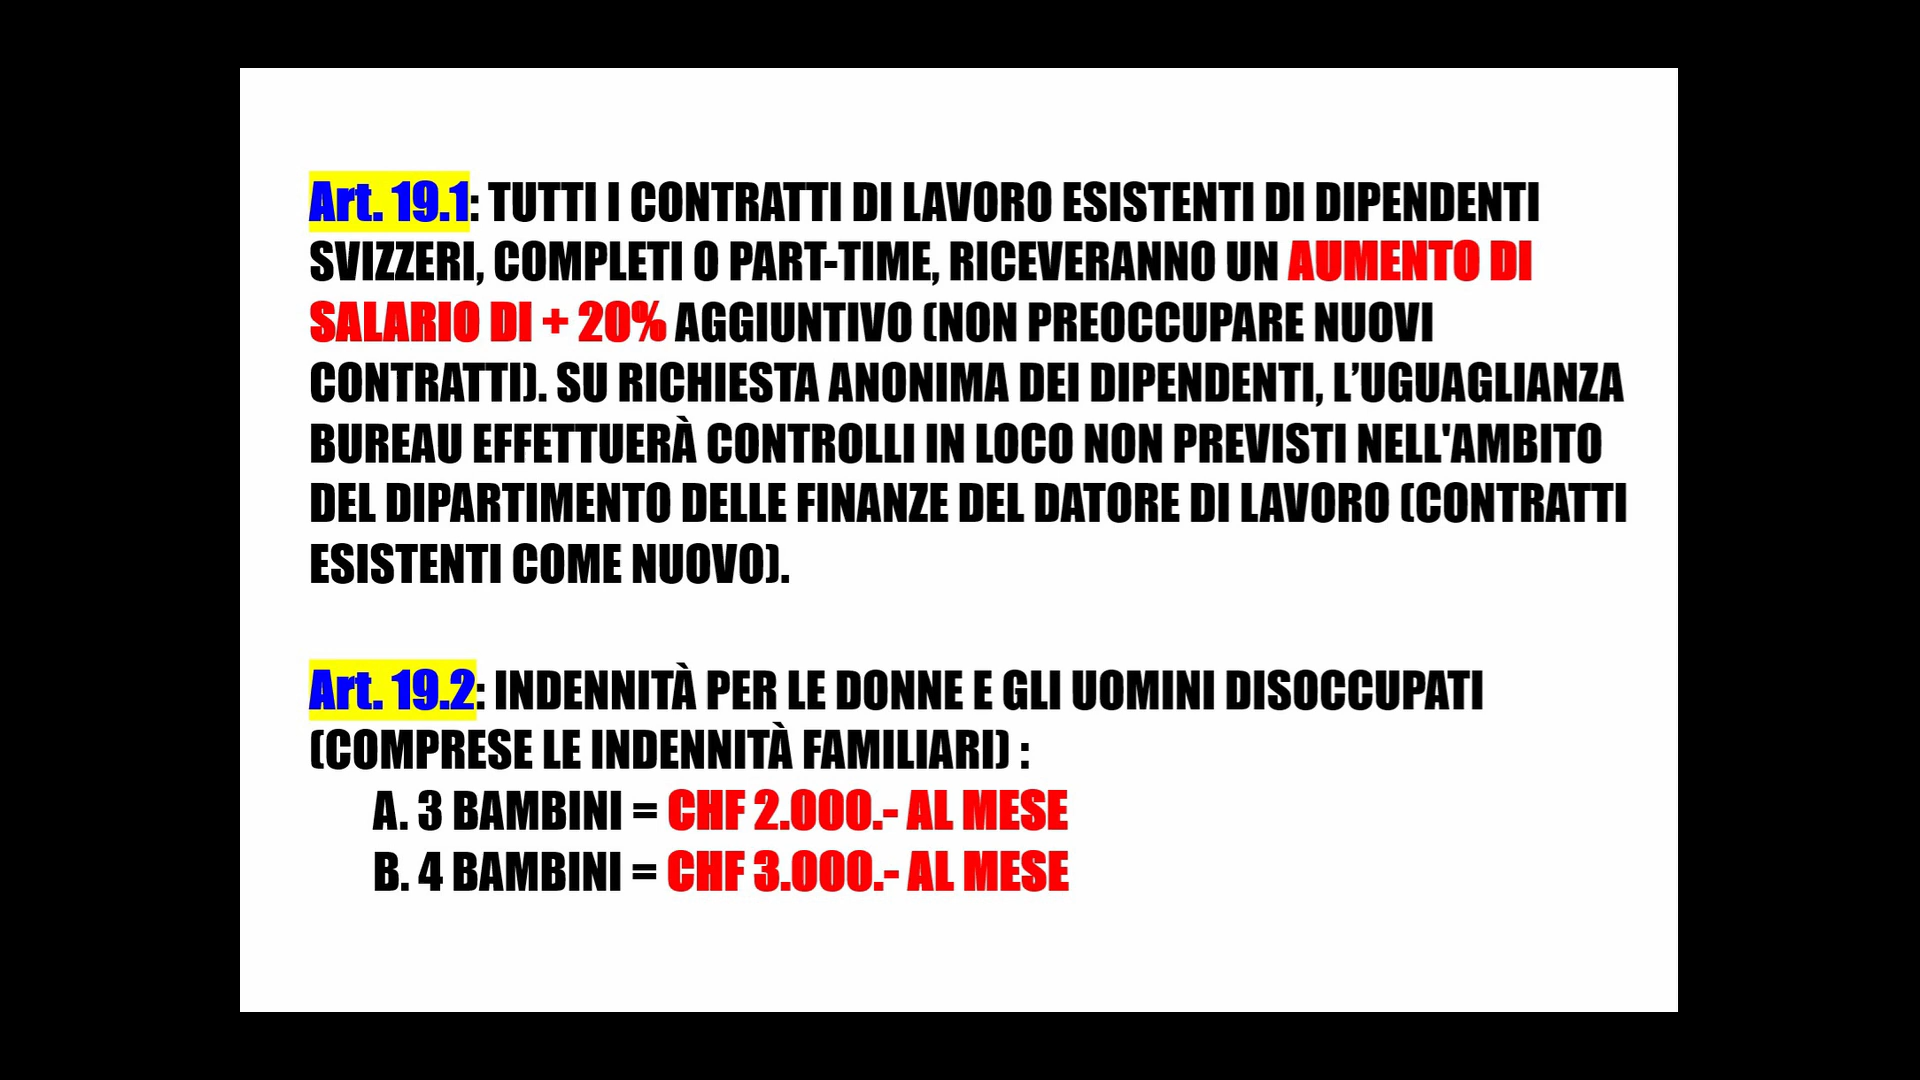 Art. 19.1: TUTTI I CONTRATTI DI LAVORO ESISTENTI DI DIPENDENTI
SVIZZERI, COMPLETI O PART-TIME, RICEVERANNO UN AUMENTO DI
SALARIO DI + 20% AGGIUNTIVO (NON PREOCCUPARE NUOVI
CONTRATTI). SU RICHIESTA ANONIMA DEI DIPENDENTI, L’UGUAGLIANZA
BUREAU EFFETTUERÀ CONTROLLI IN LOCO NON PREVISTI NELL'AMBITO
DEL DIPARTIMENTO DELLE FINANZE DEL DATORE DI LAVORO (CONTRATTI
ESISTENTI COME NUOVO).
Art. 19.2: INDENNITÀ PER LE DONNE E GLI UOMINI DISOCCUPATI
(COMPRESE LE INDENNITÀ FAMILIARI) :
A. 3 BAMBINI = CHF 2.000.- AL MESE
B. 4 BAMBINI = CHF 3.000.- AL MESE